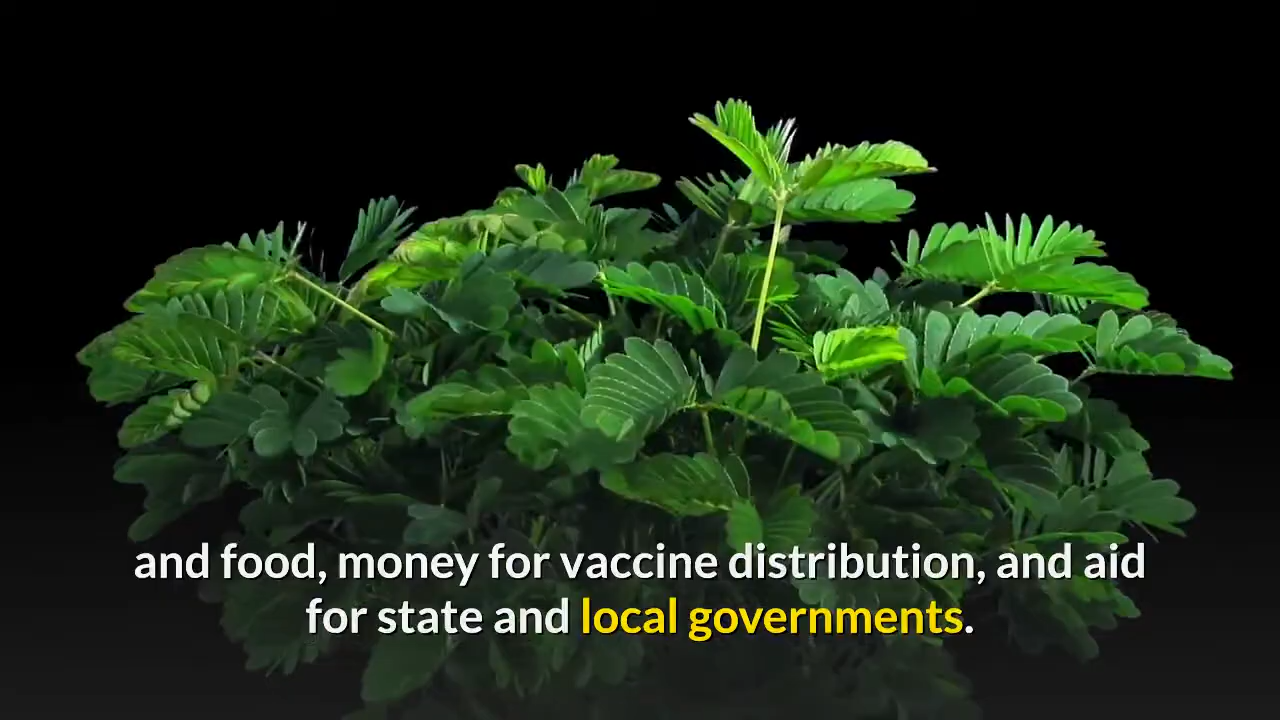 and food, money for vaccine distribution, and aid
for state and local governments.